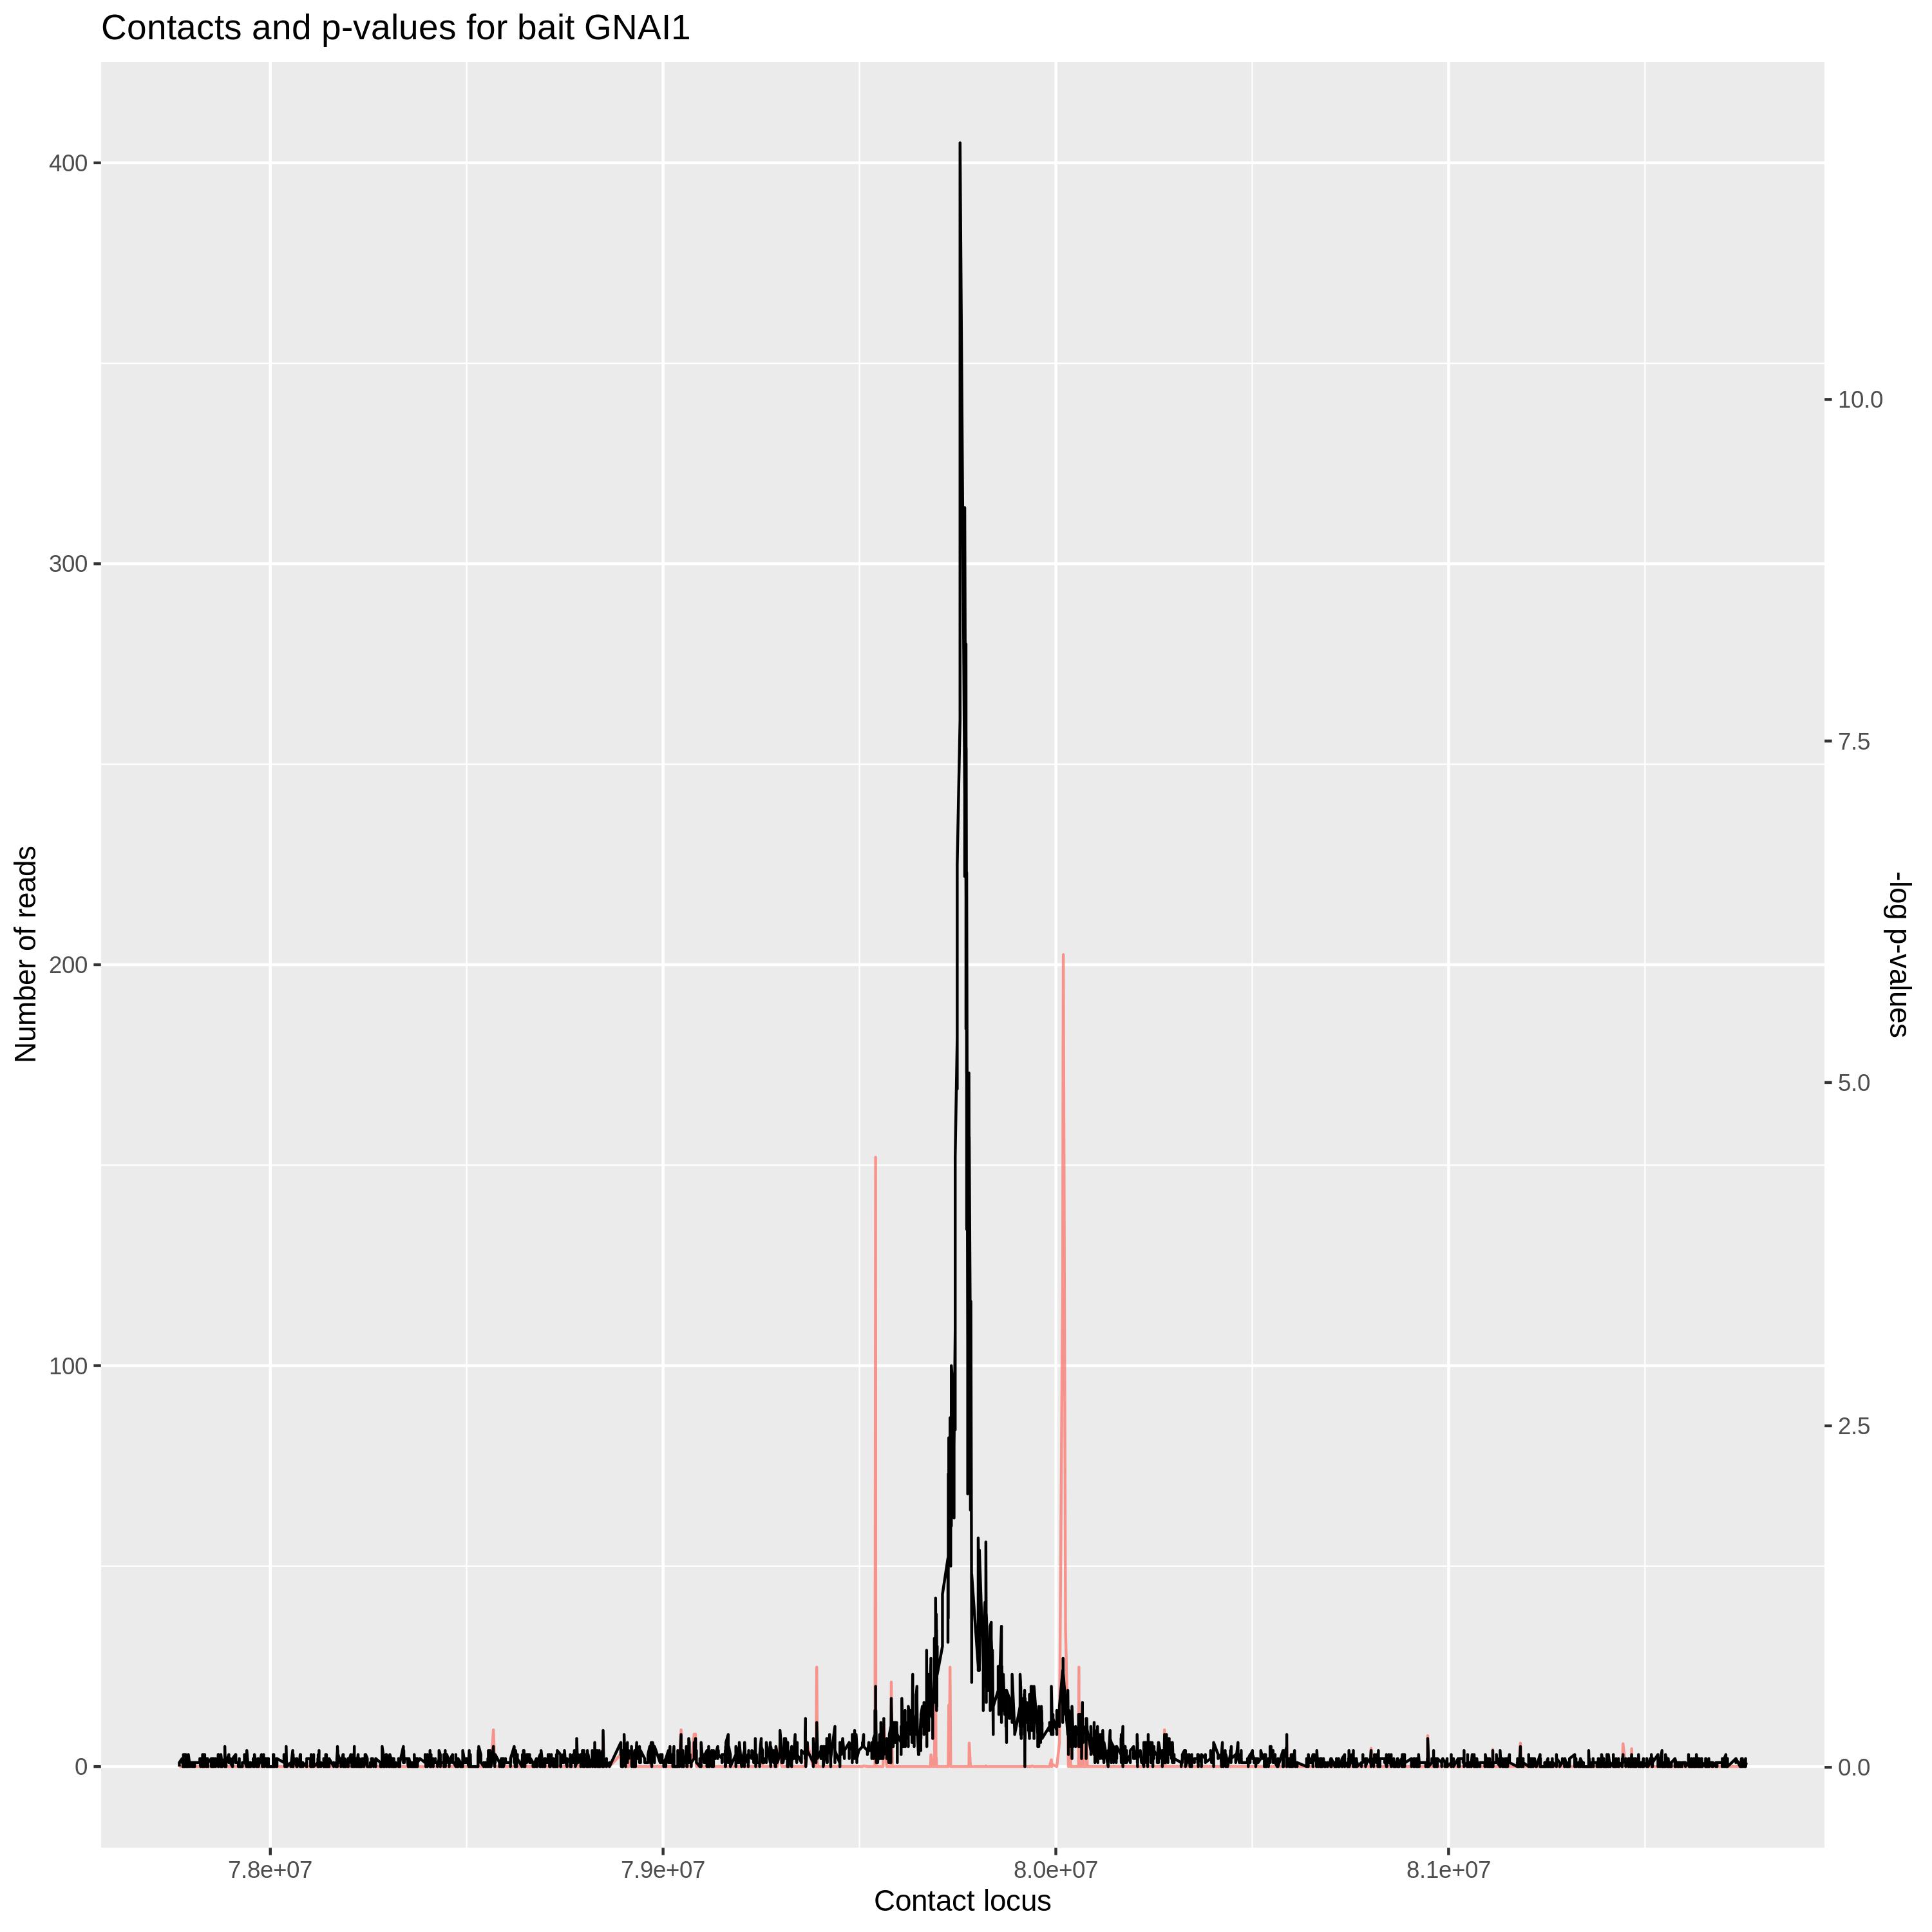 Contacts and p-values for bait GNAI1
400
300
200
100
0
Number of reads
10.0
7.5
5.0
2.5
0.0
-log p-values
7.8e+07
7.9e+07
8.0e+07
8.1e+07
Contact locus